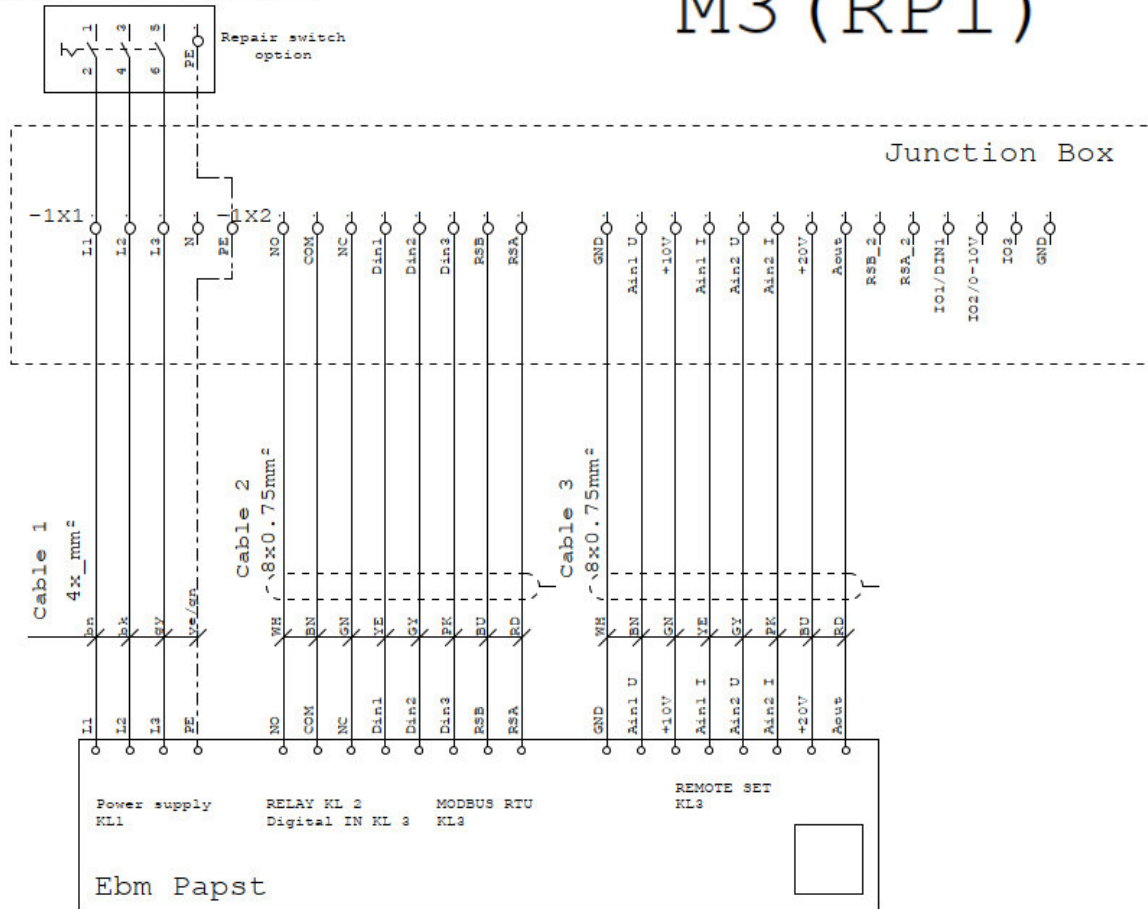 M3(RP1)
1 3 5 PE
2 4 6
Repair switch
option
Junction Box
-1X1
-1X2
L1 L2 L3 N PE NO COM NC Din1 Din2 Din3 RSB RSA GND Ain1 U +10V Ain1 I Ain2 U Ain2 I +20V Aout RSB_2 RSA_2 IO1/DIN1 IO2/0-10V IO3 GND
Cable 1
4x_mm²
Cable 2
8x0.75mm²
Cable 3
8x0.75mm²
bn bk gy ye/gn WH BN GN YE GY PK BU RD WH BN GN YE GY PK BU RD
L1 L2 L3 PE NO COM NC Din1 Din2 Din3 RSB RSA GND Ain1 U +10V Ain1 I Ain2 U Ain2 I +20V Aout
Power supply
KL1
RELAY KL 2
Digital IN KL 3
MODBUS RTU
KL3
REMOTE SET
KL3
Ebm Papst